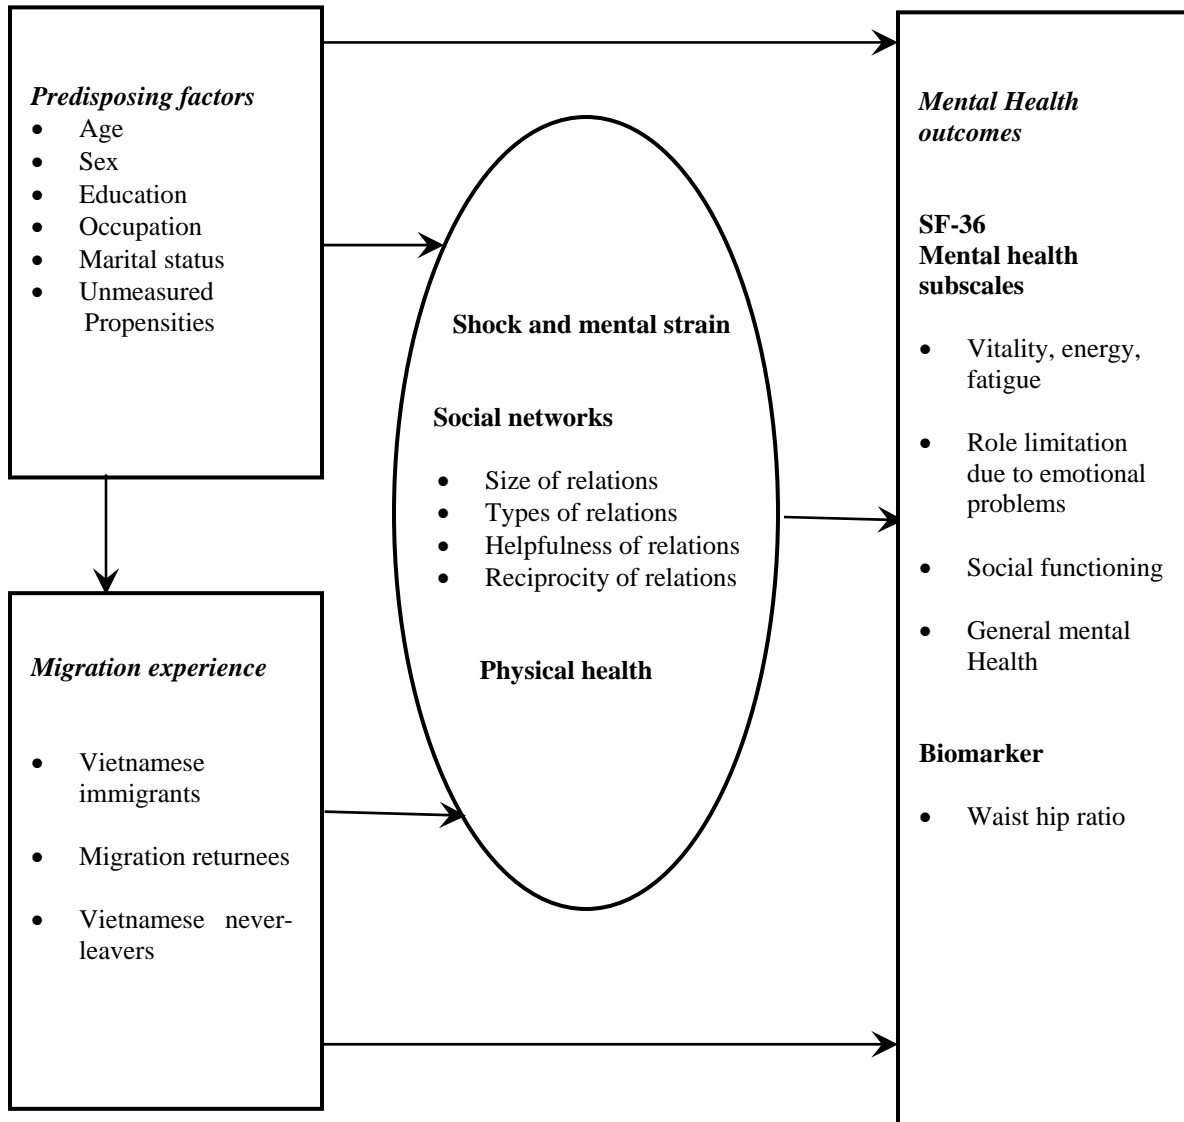 Predisposing factors
• Age
• Sex
• Education
• Occupation
• Marital status
• Unmeasured
Propensities
Migration experience
• Vietnamese
immigrants
• Migration returnees
• Vietnamese never-
leavers
Shock and mental strain
Social networks
• Size of relations
• Types of relations
• Helpfulness of relations
• Reciprocity of relations
Physical health
Mental Health
outcomes
SF-36
Mental health
subscales
• Vitality, energy,
fatigue
• Role limitation
due to emotional
problems
• Social functioning
• General mental
Health
Biomarker
• Waist hip ratio